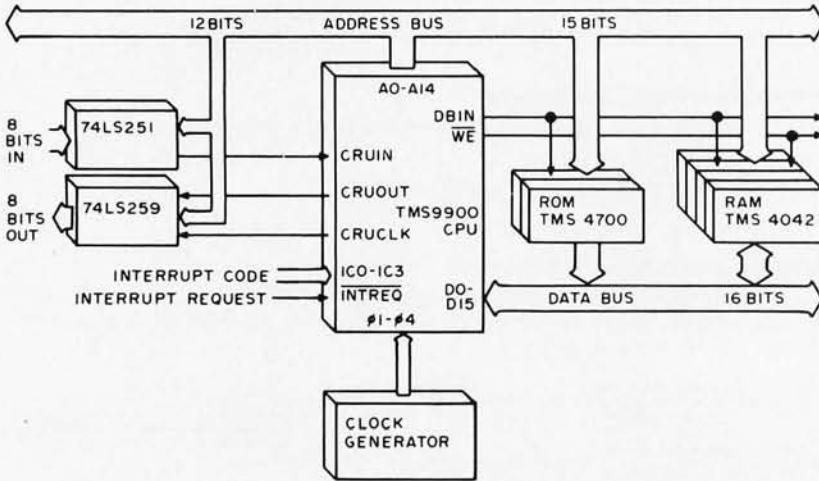 12 BITS
ADDRESS BUS
15 BITS
A0-A14
8
BITS
IN
74LS251
DBIN
WE
CRUIN
ROM
TMS 4700
RAM
TMS 4042
8
BITS
OUT
74LS259
CRUOUT
TMS9900
CPU
CRUCLK
INTERRUPT CODE
IC0-IC3
INTERRUPT REQUEST
INTREQ
D0-
D15
DATA BUS
16 BITS
φ1-φ4
CLOCK
GENERATOR